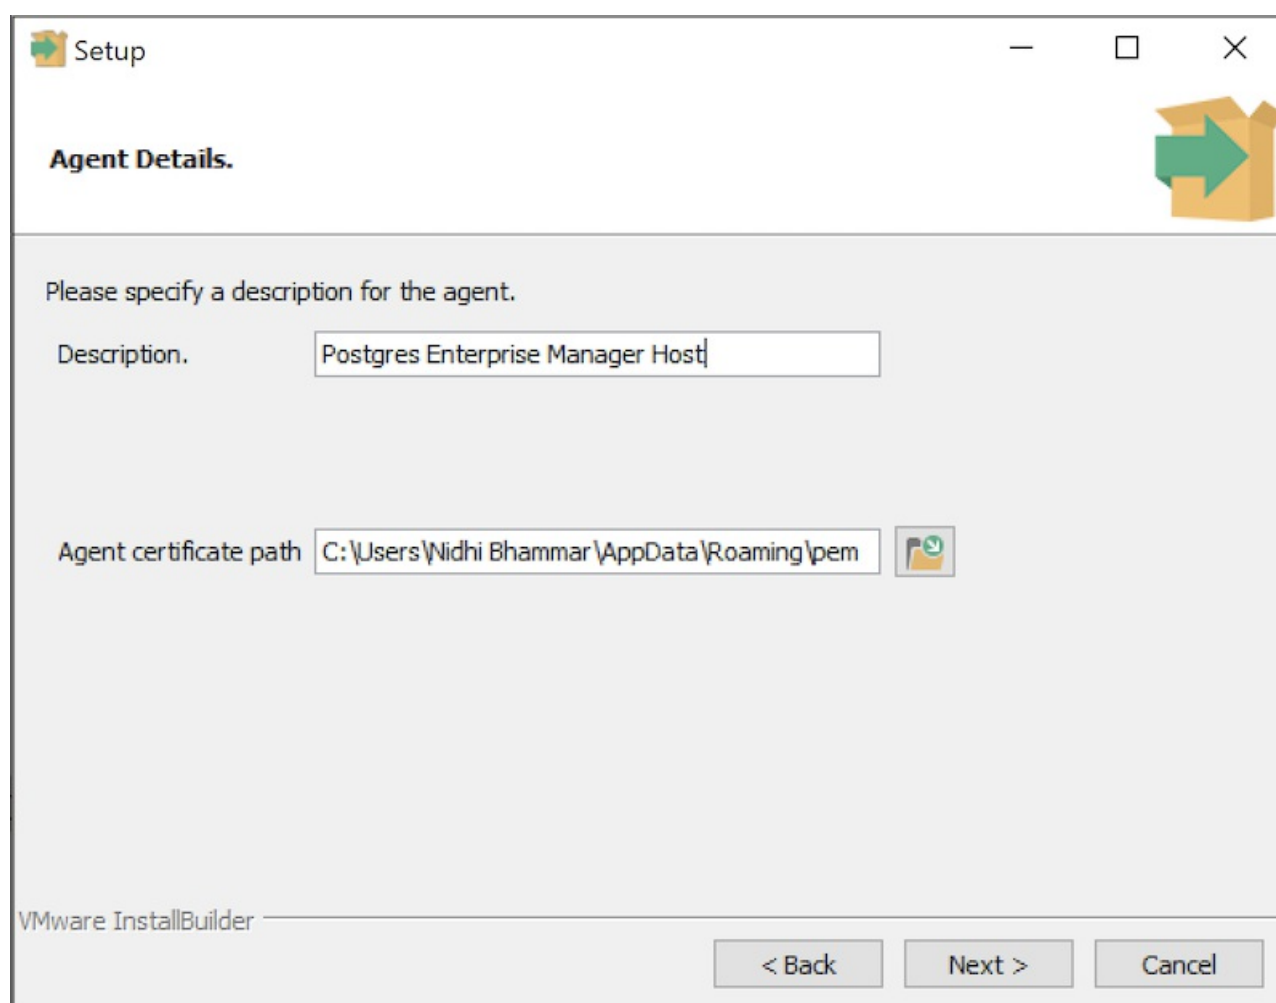 Setup
Agent Details.
Please specify a description for the agent.
Description.
Postgres Enterprise Manager Host
Agent certificate path
C:\Users\Nidhi Bhammar\AppData\Roaming\pem
VMware InstallBuilder
< Back
Next >
Cancel